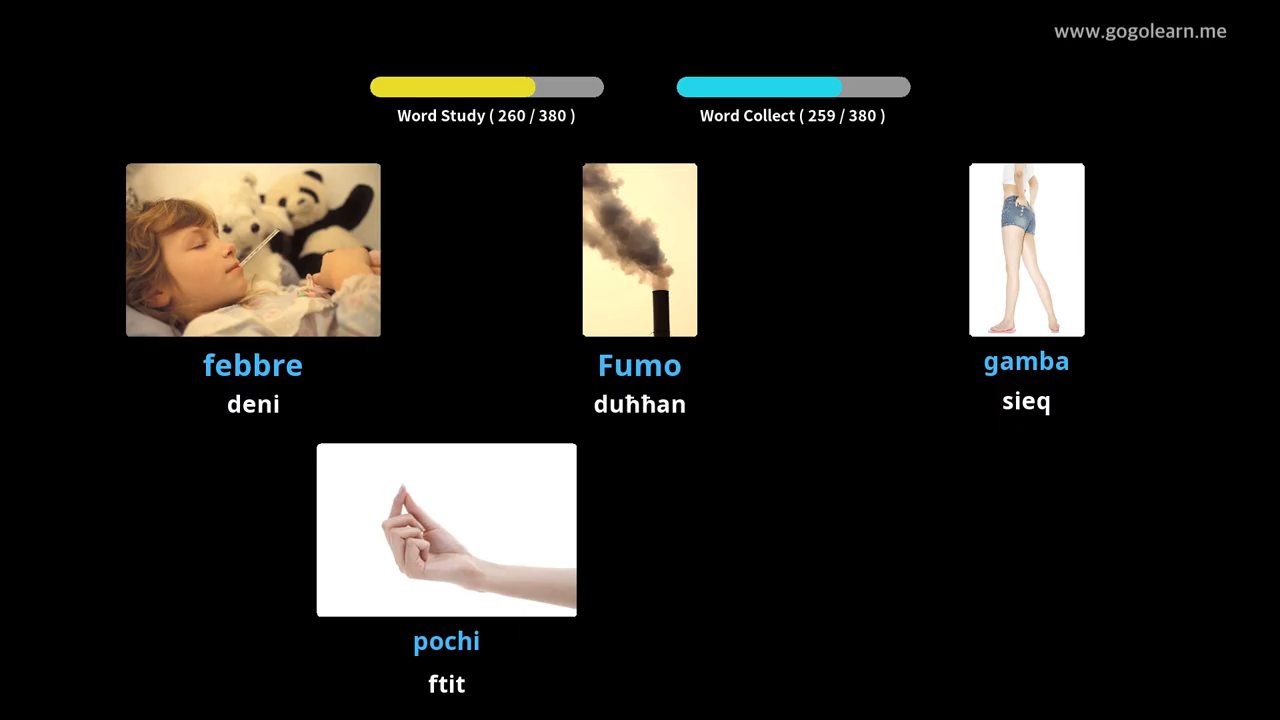 www.gogolearn.me
Word Study ( 260 / 380 )
Word Collect ( 259 / 380 )
febbre
deni
Fumo
duħħan
gamba
sieq
pochi
ftit